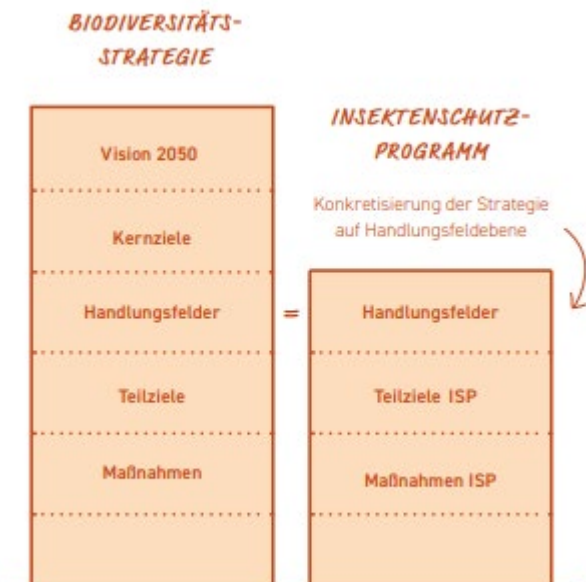 BIODIVERSITÄTS-
STRATEGIE
Vision 2050
Kernziele
Handlungsfelder
Teilziele
Maßnahmen
=
INSEKTENSCHUTZ-
PROGRAMM
Konkretisierung der Strategie
auf Handlungsfeldebene
Handlungsfelder
Teilziele ISP
Maßnahmen ISP